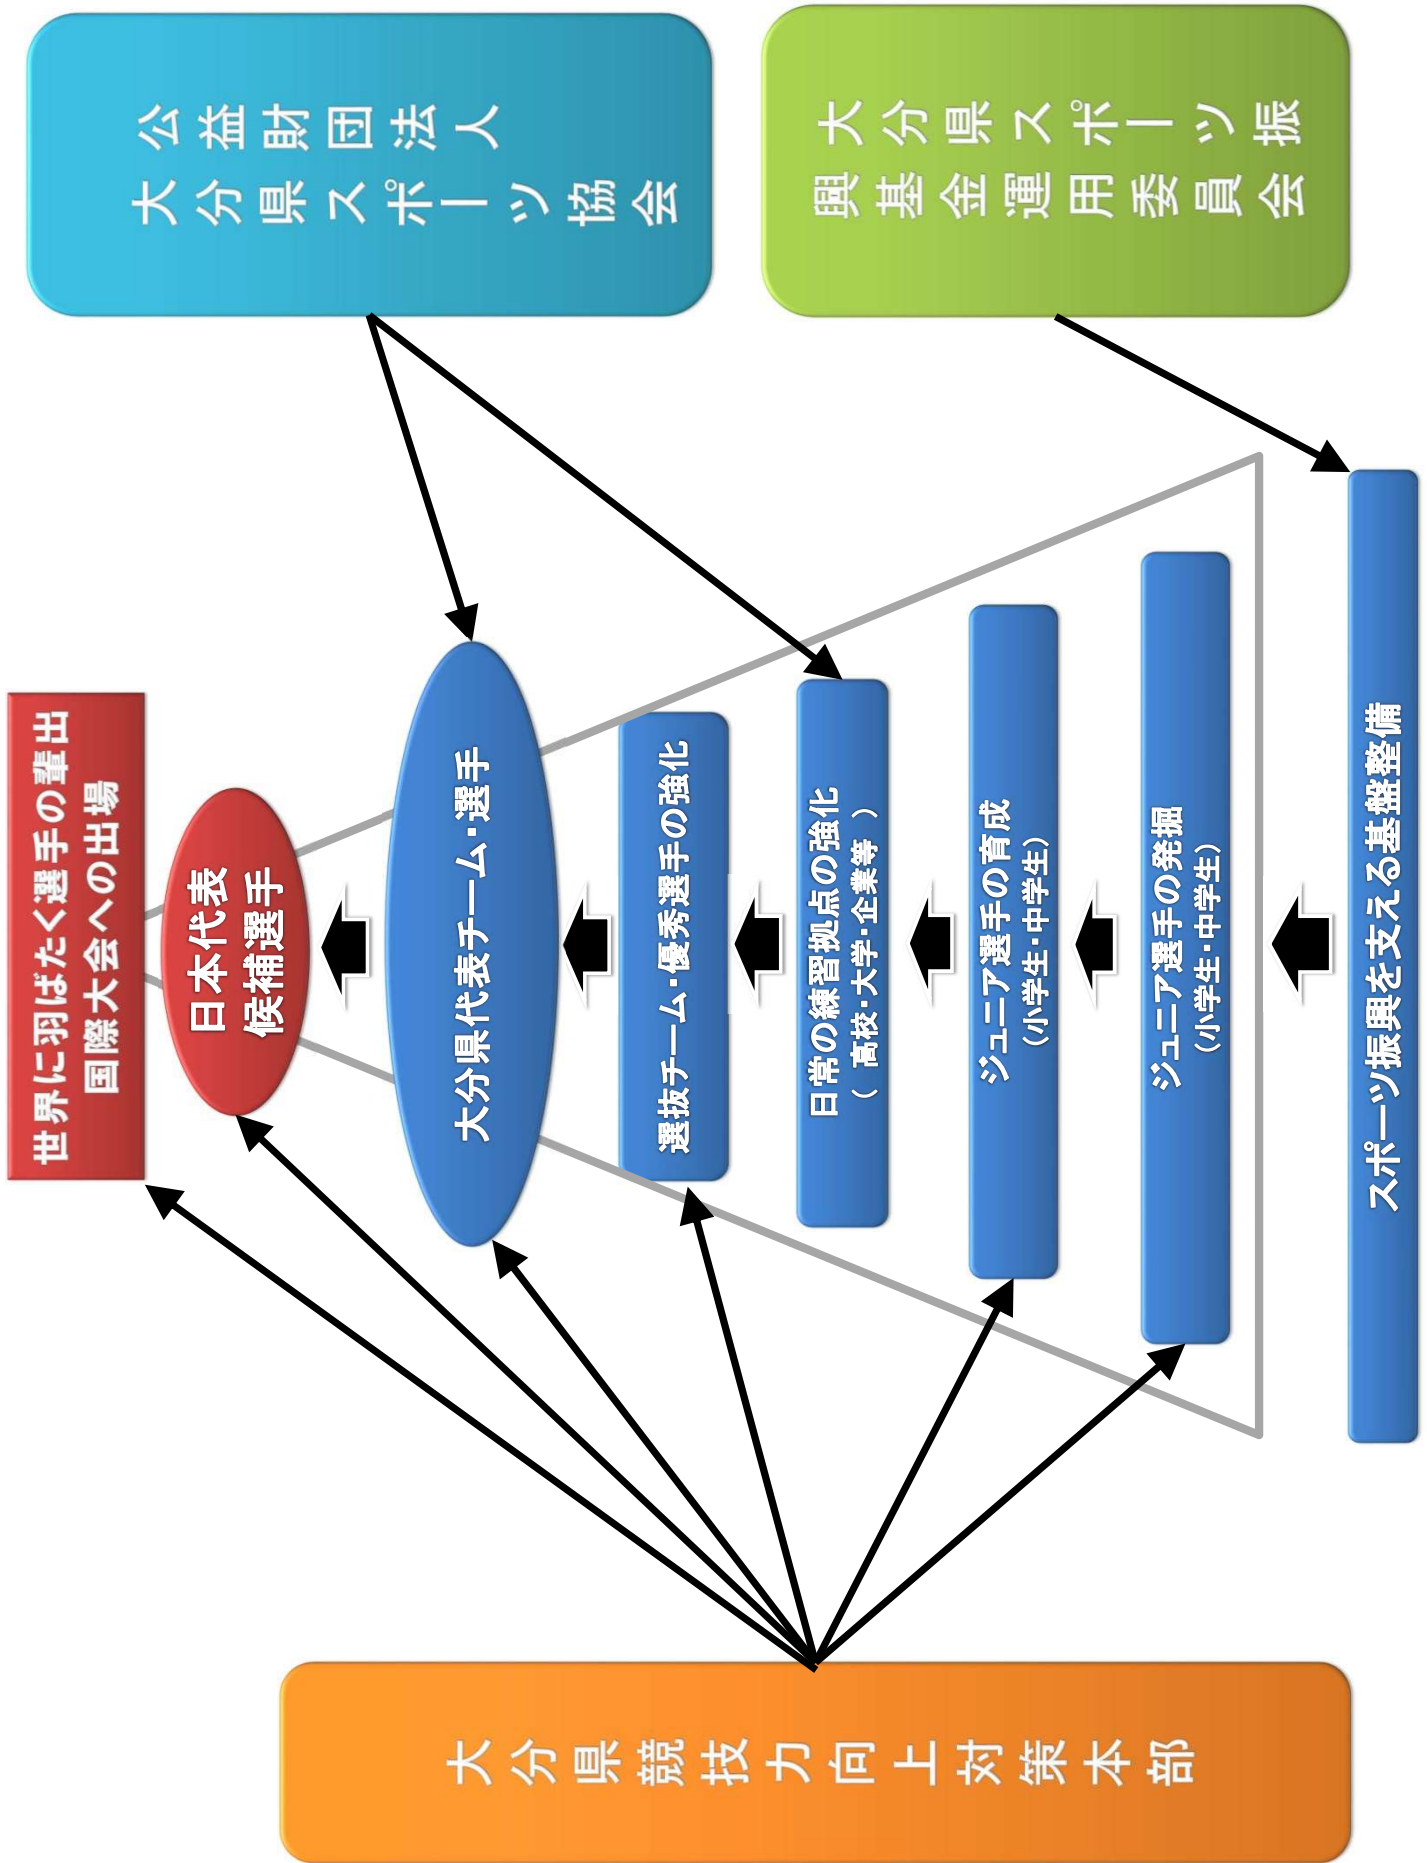 世界に羽ばたく選手の輩出
国際大会への出場
日本代表
候補選手
大分県代表チーム・選手
選抜チーム・優秀選手の強化
日常の練習拠点の強化
（ 高校・大学・企業等 ）
ジュニア選手の育成
（小学生・中学生）
ジュニア選手の発掘
（小学生・中学生）
スポーツ振興を支える基盤整備
大分県競技力向上対策本部
公益財団法人
大分県スポーツ協会
大分県スポーツ振
興基金運用委員会